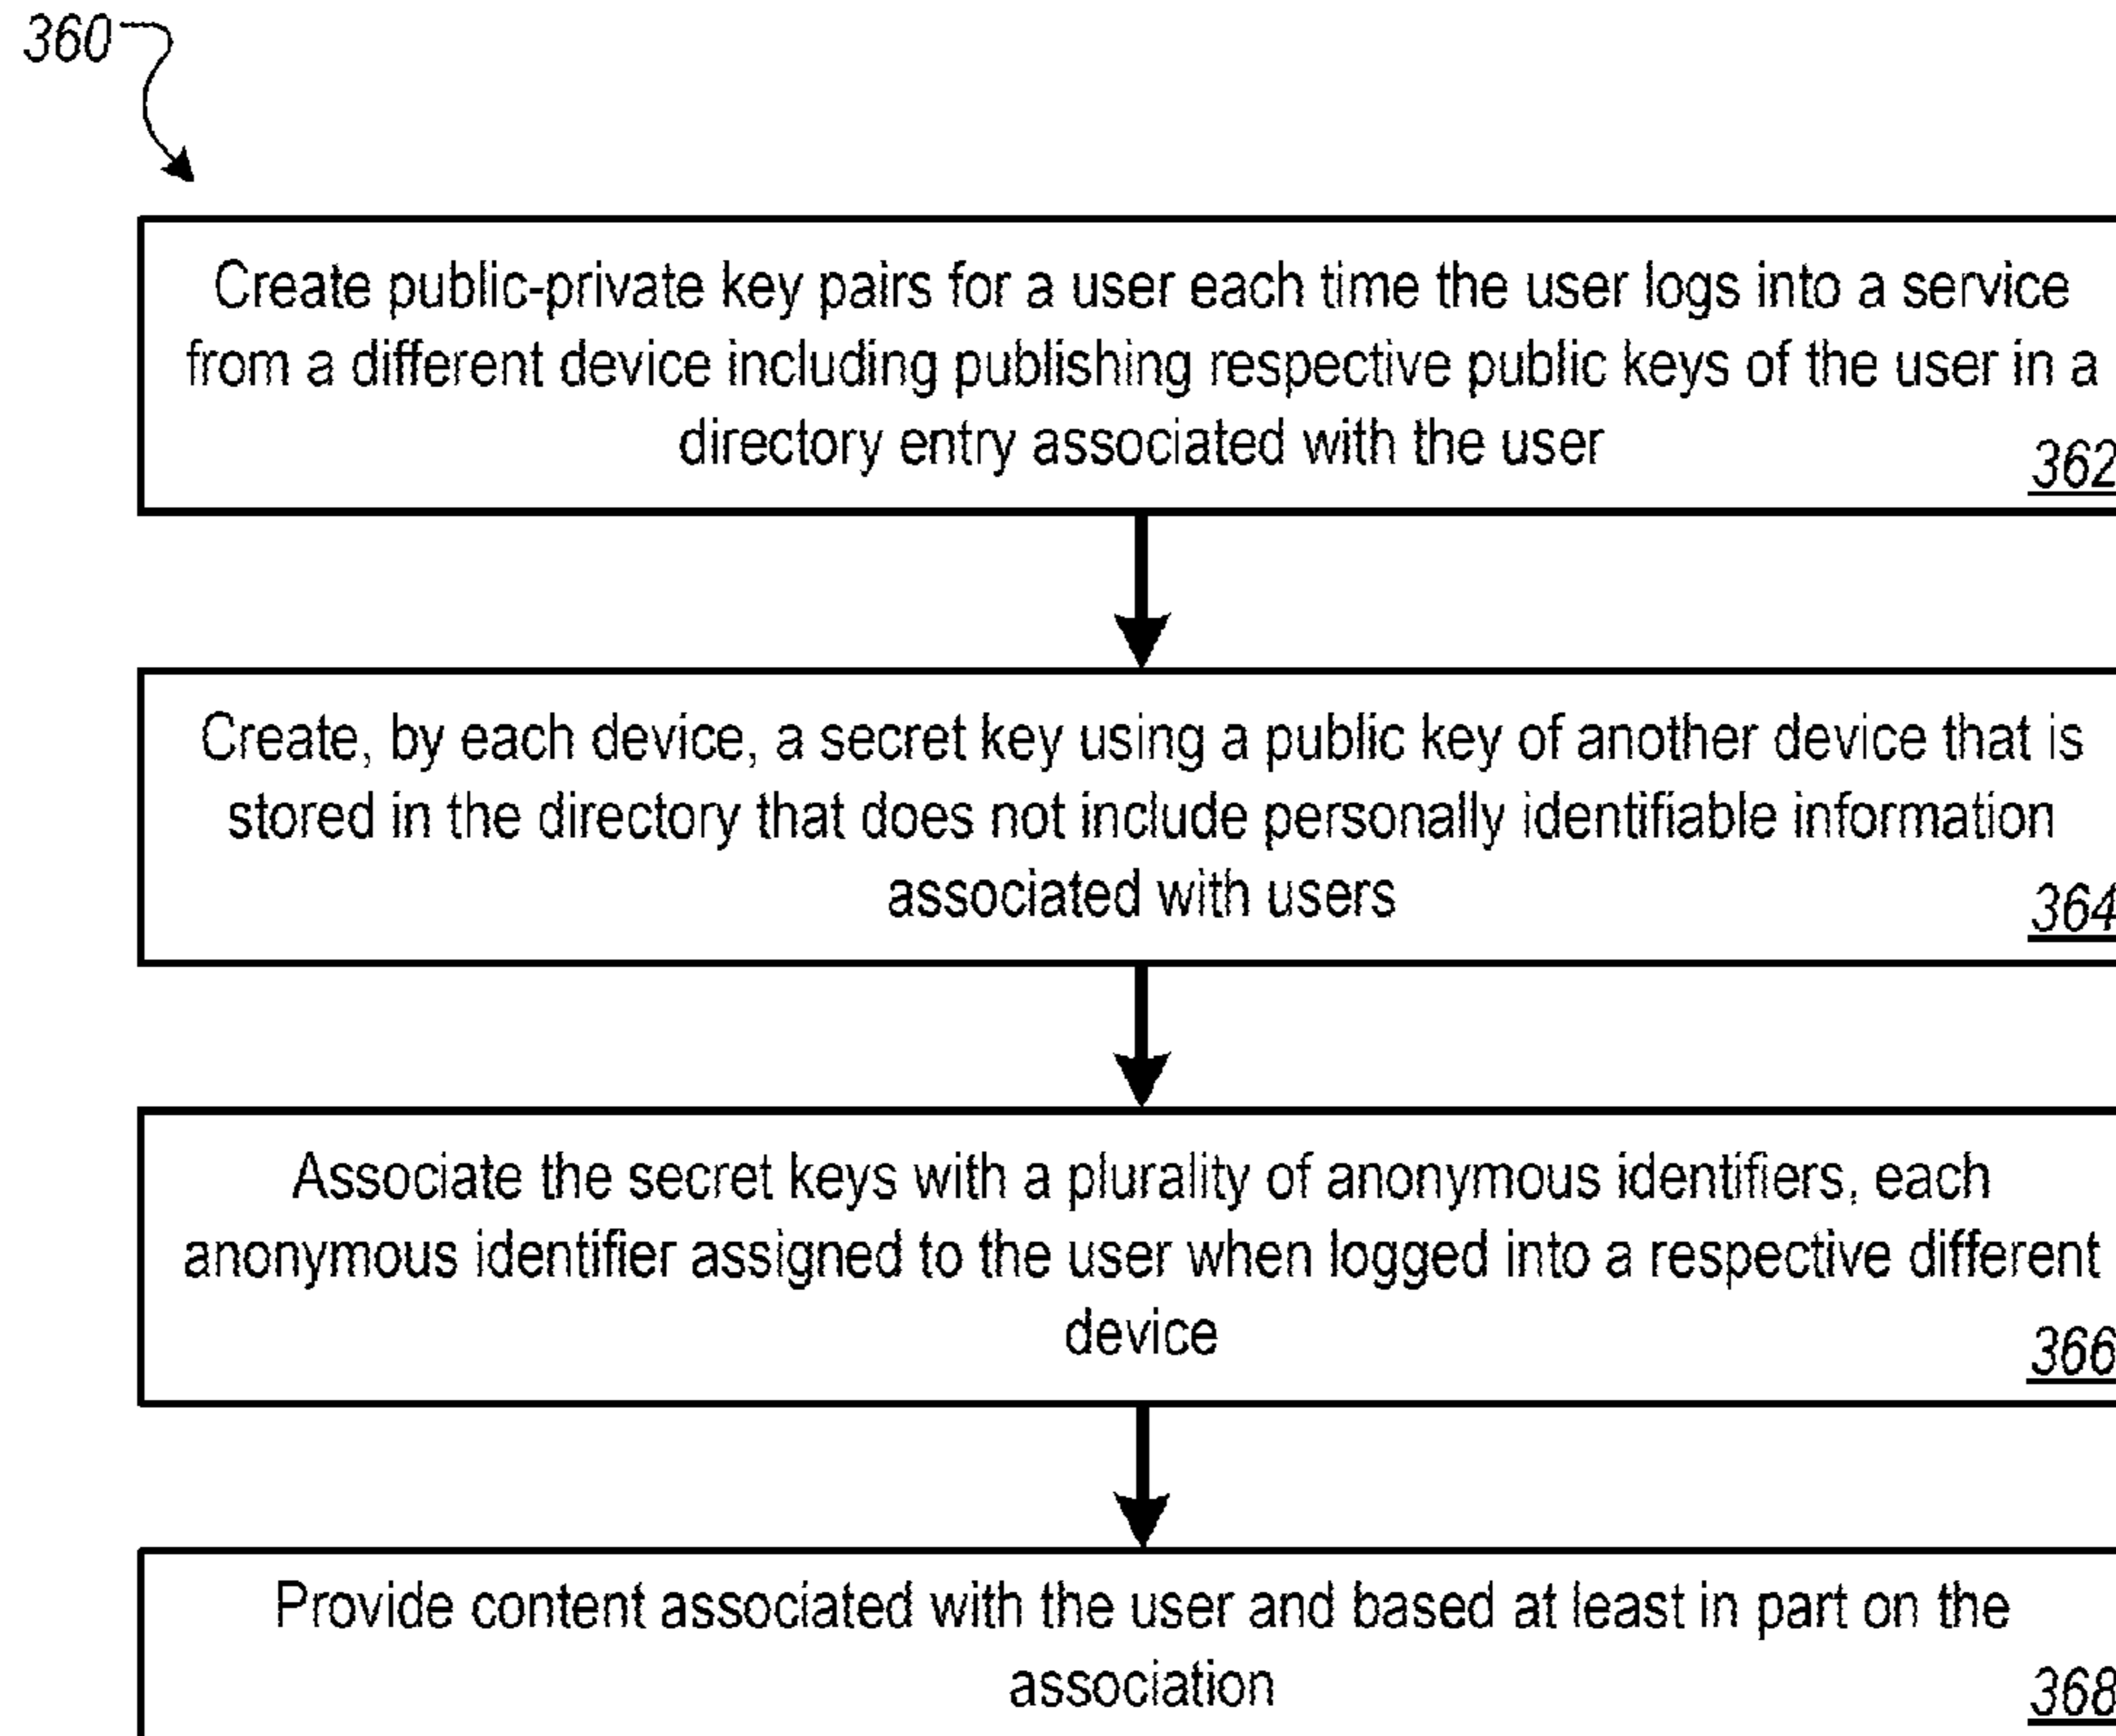 360
Create public-private key pairs for a user each time the user logs into a service
from a different device including publishing respective public keys of the user in a
directory entry associated with the user
362
Create, by each device, a secret key using a public key of another device that is
stored in the directory that does not include personally identifiable information
associated with users
364
Associate the secret keys with a plurality of anonymous identifiers, each
anonymous identifier assigned to the user when logged into a respective different
device
366
Provide content associated with the user and based at least in part on the
association
368